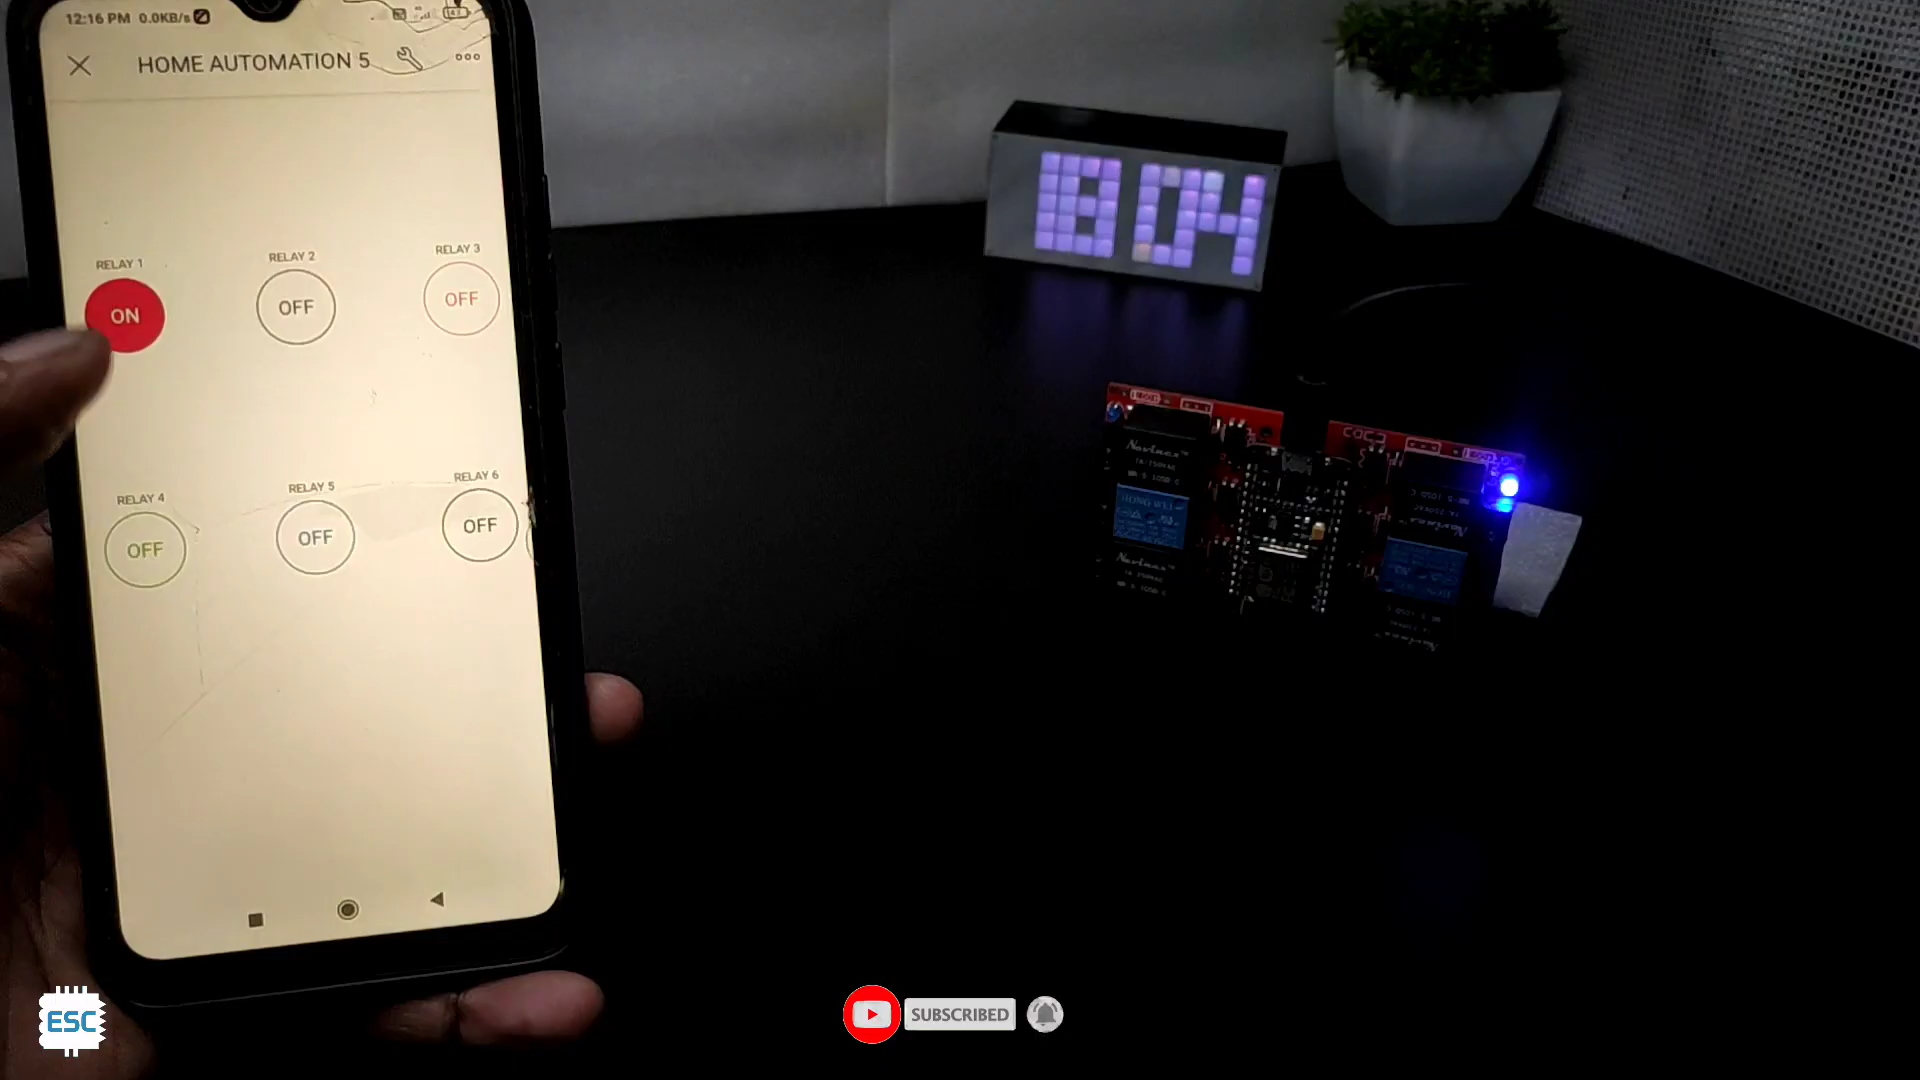 12:16 PM 0.0KB/s
HOME AUTOMATION 5
RELAY 1
RELAY 2
RELAY 3
ON
OFF
OFF
RELAY 4
RELAY 5
RELAY 6
OFF
OFF
OFF
18 04
ESC
SUBSCRIBED